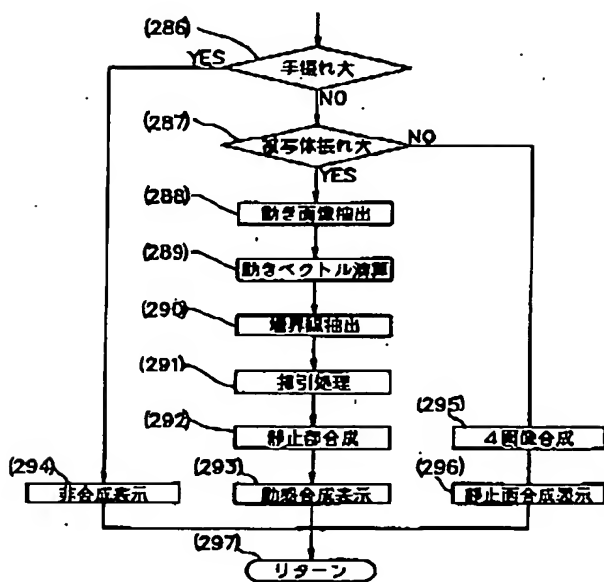 (286)
YES
手振れ大
NO
(287)
被写体振れ大
NO
YES
(288)
動き画像抽出
(289)
動きベクトル演算
(290)
境界線抽出
(291)
掃引処理
(292)
静止部合成
(295)
4画像合成
(294)
非合成表示
(293)
動感合成表示
(296)
静止画合成表示
(297)
リターン